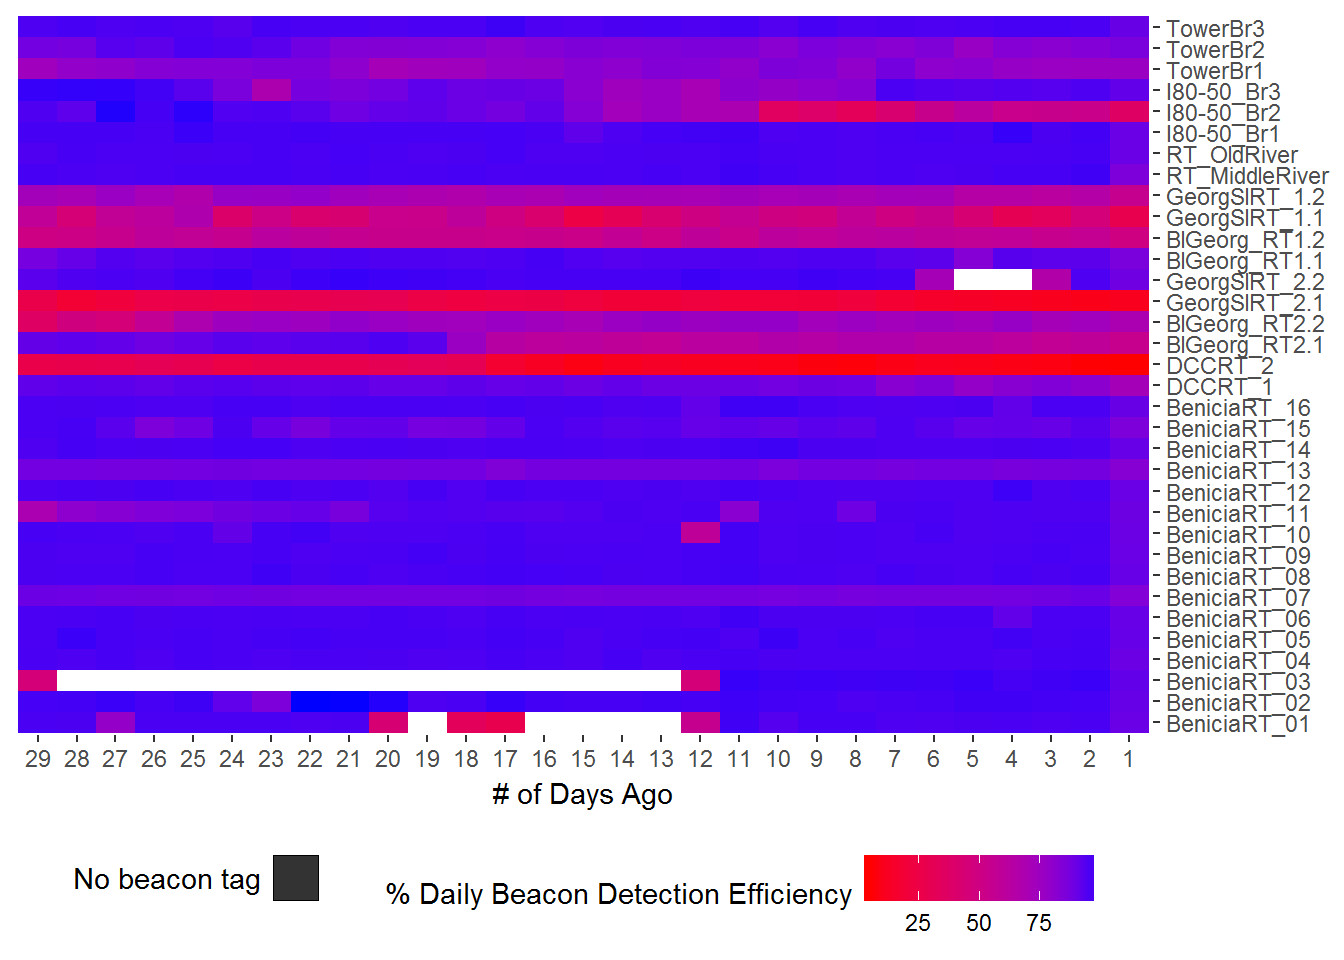 TowerBr3
TowerBr2
TowerBr1
I80-50_Br3
I80-50_Br2
I80-50_Br1
RT_OldRiver
RT_MiddleRiver
GeorgSlRT_1.2
GeorgSlRT_1.1
BlGeorg_RT1.2
BlGeorg_RT1.1
GeorgSlRT_2.2
GeorgSlRT_2.1
BlGeorg_RT2.2
BlGeorg_RT2.1
DCCRT_2
DCCRT_1
BeniciaRT_16
BeniciaRT_15
BeniciaRT_14
BeniciaRT_13
BeniciaRT_12
BeniciaRT_11
BeniciaRT_10
BeniciaRT_09
BeniciaRT_08
BeniciaRT_07
BeniciaRT_06
BeniciaRT_05
BeniciaRT_04
BeniciaRT_03
BeniciaRT_02
BeniciaRT_01
29 28 27 26 25 24 23 22 21 20 19 18 17 16 15 14 13 12 11 10 9 8 7 6 5 4 3 2 1
# of Days Ago
No beacon tag
% Daily Beacon Detection Efficiency
25 50 75